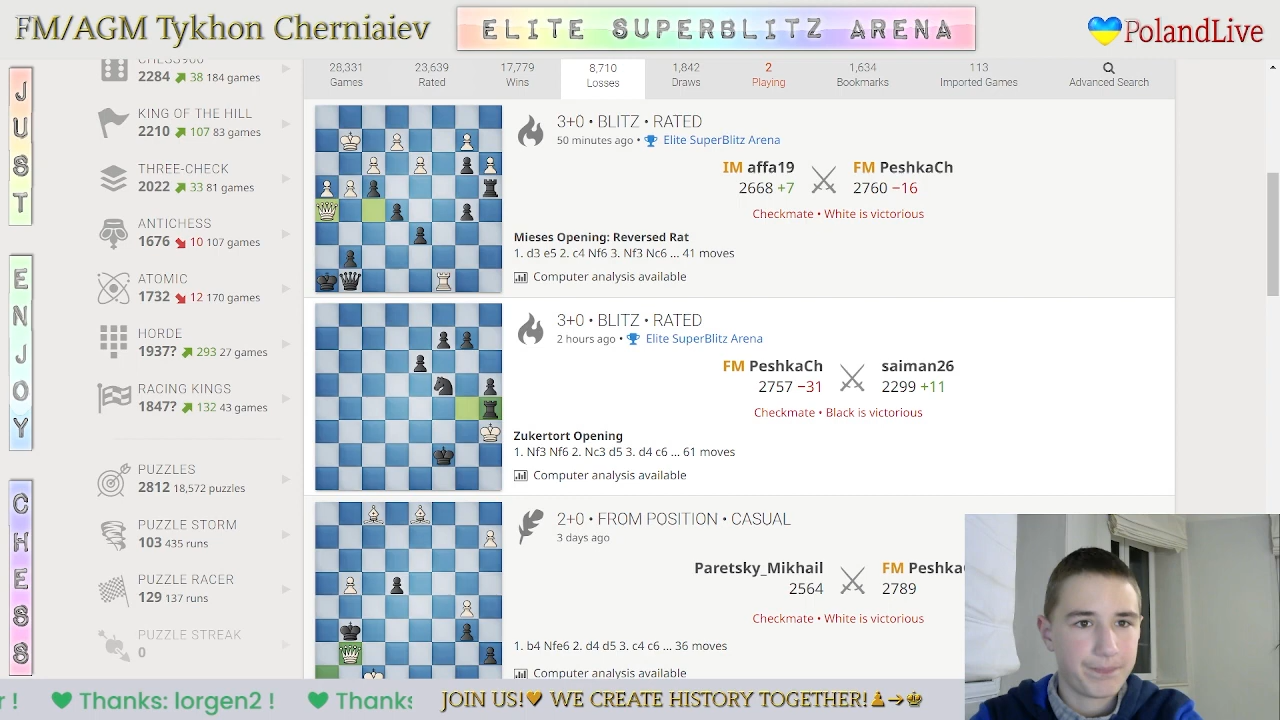 FM/AGM Tykhon Cherniaiev
ELITE SUPERBLITZ ARENA
PolandLive
JUST
ENJOY
CHESS
CHESS960
2284 38 184 games
KING OF THE HILL
2210 107 83 games
THREE-CHECK
2022 33 81 games
ANTICHESS
1676 10 107 games
ATOMIC
1732 12 170 games
HORDE
1937? 293 27 games
RACING KINGS
1847? 132 43 games
PUZZLES
2812 18,572 puzzles
PUZZLE STORM
103 435 runs
PUZZLE RACER
129 137 runs
PUZZLE STREAK
0
28,331 23,639 17,779 8,710 1,842 2 1,634 113
Games Rated Wins Losses Draws Playing Bookmarks Imported Games Advanced Search
3+0 • BLITZ • RATED
50 minutes ago • Elite SuperBlitz Arena
IM affa19 FM PeshkaCh
2668 +7 2760 −16
Checkmate • White is victorious
Mieses Opening: Reversed Rat
1. d3 e5 2. c4 Nf6 3. Nf3 Nc6 ... 41 moves
Computer analysis available
3+0 • BLITZ • RATED
2 hours ago • Elite SuperBlitz Arena
FM PeshkaCh saiman26
2757 −31 2299 +11
Checkmate • Black is victorious
Zukertort Opening
1. Nf3 Nf6 2. Nc3 d5 3. d4 c6 ... 61 moves
Computer analysis available
2+0 • FROM POSITION • CASUAL
3 days ago
Paretsky_Mikhail FM Peshka
2564 2789
Checkmate • White is victorious
1. b4 Nfe6 2. d4 d5 3. c4 c6 ... 36 moves
Computer analysis available
r ! Thanks: lorgen2 ! Thanks
JOIN US! WE CREATE HISTORY TOGETHER!